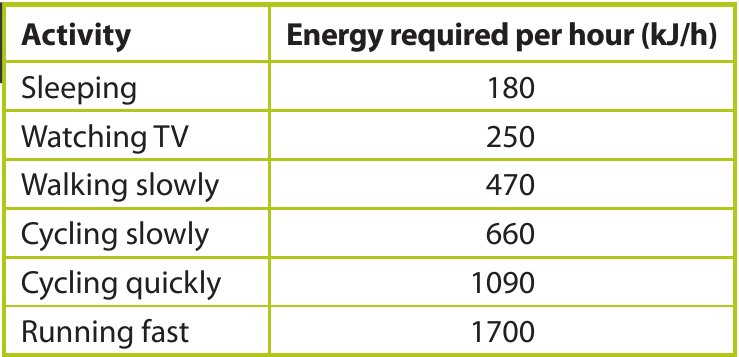 Activity Energy required per hour (kJ/h)
Sleeping 180
Watching TV 250
Walking slowly 470
Cycling slowly 660
Cycling quickly 1090
Running fast 1700